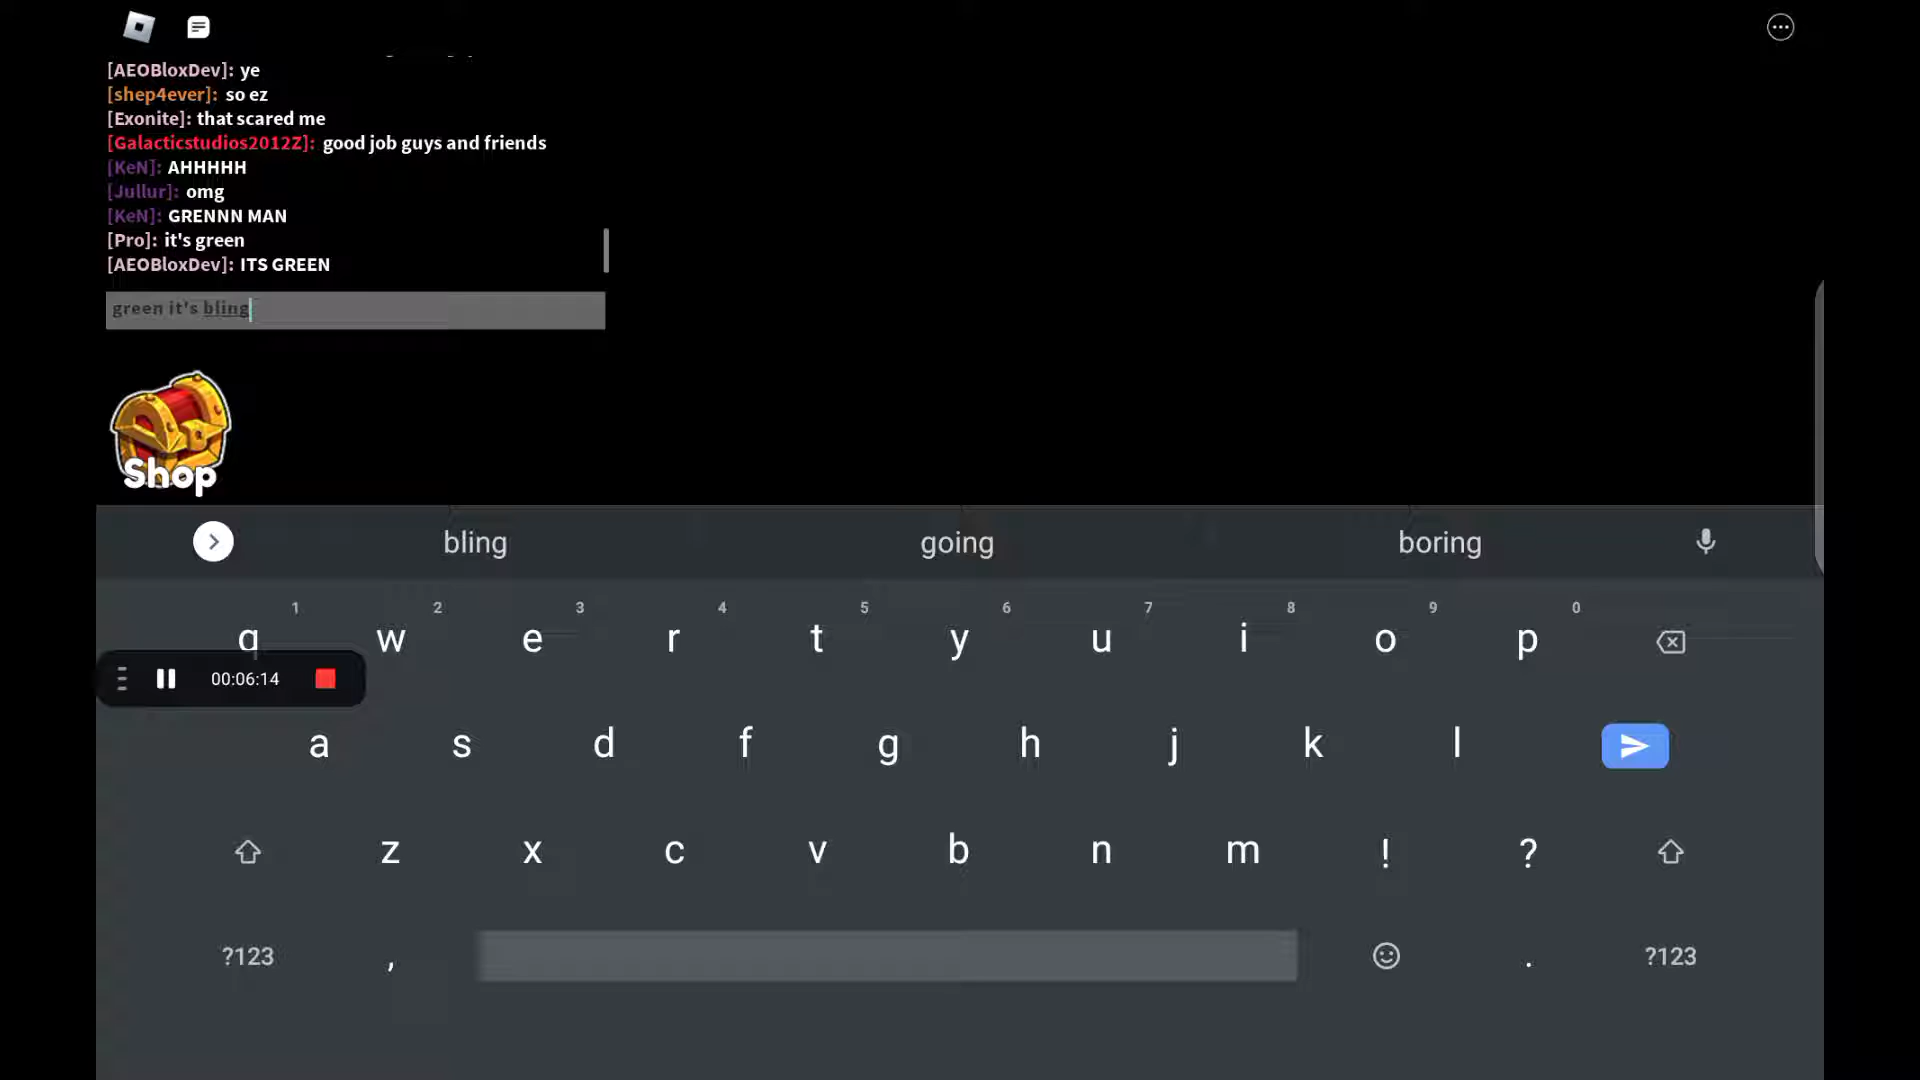 [AEOBloxDev]: ye
[shep4ever]: so ez
[Exonite]: that scared me
[Galacticstudios2012Z]: good job guys and friends
[KeN]: AHHHHH
[Jullur]: omg
[KeN]: GRENNN MAN
[Pro]: it's green
[AEOBloxDev]: ITS GREEN
green it's bling
Shop
bling going boring
1 2 3 4 5 6 7 8 9 0
q w e r t y u i o p
00:06:14
a s d f g h j k l
z x c v b n m ! ?
?123 , . ?123